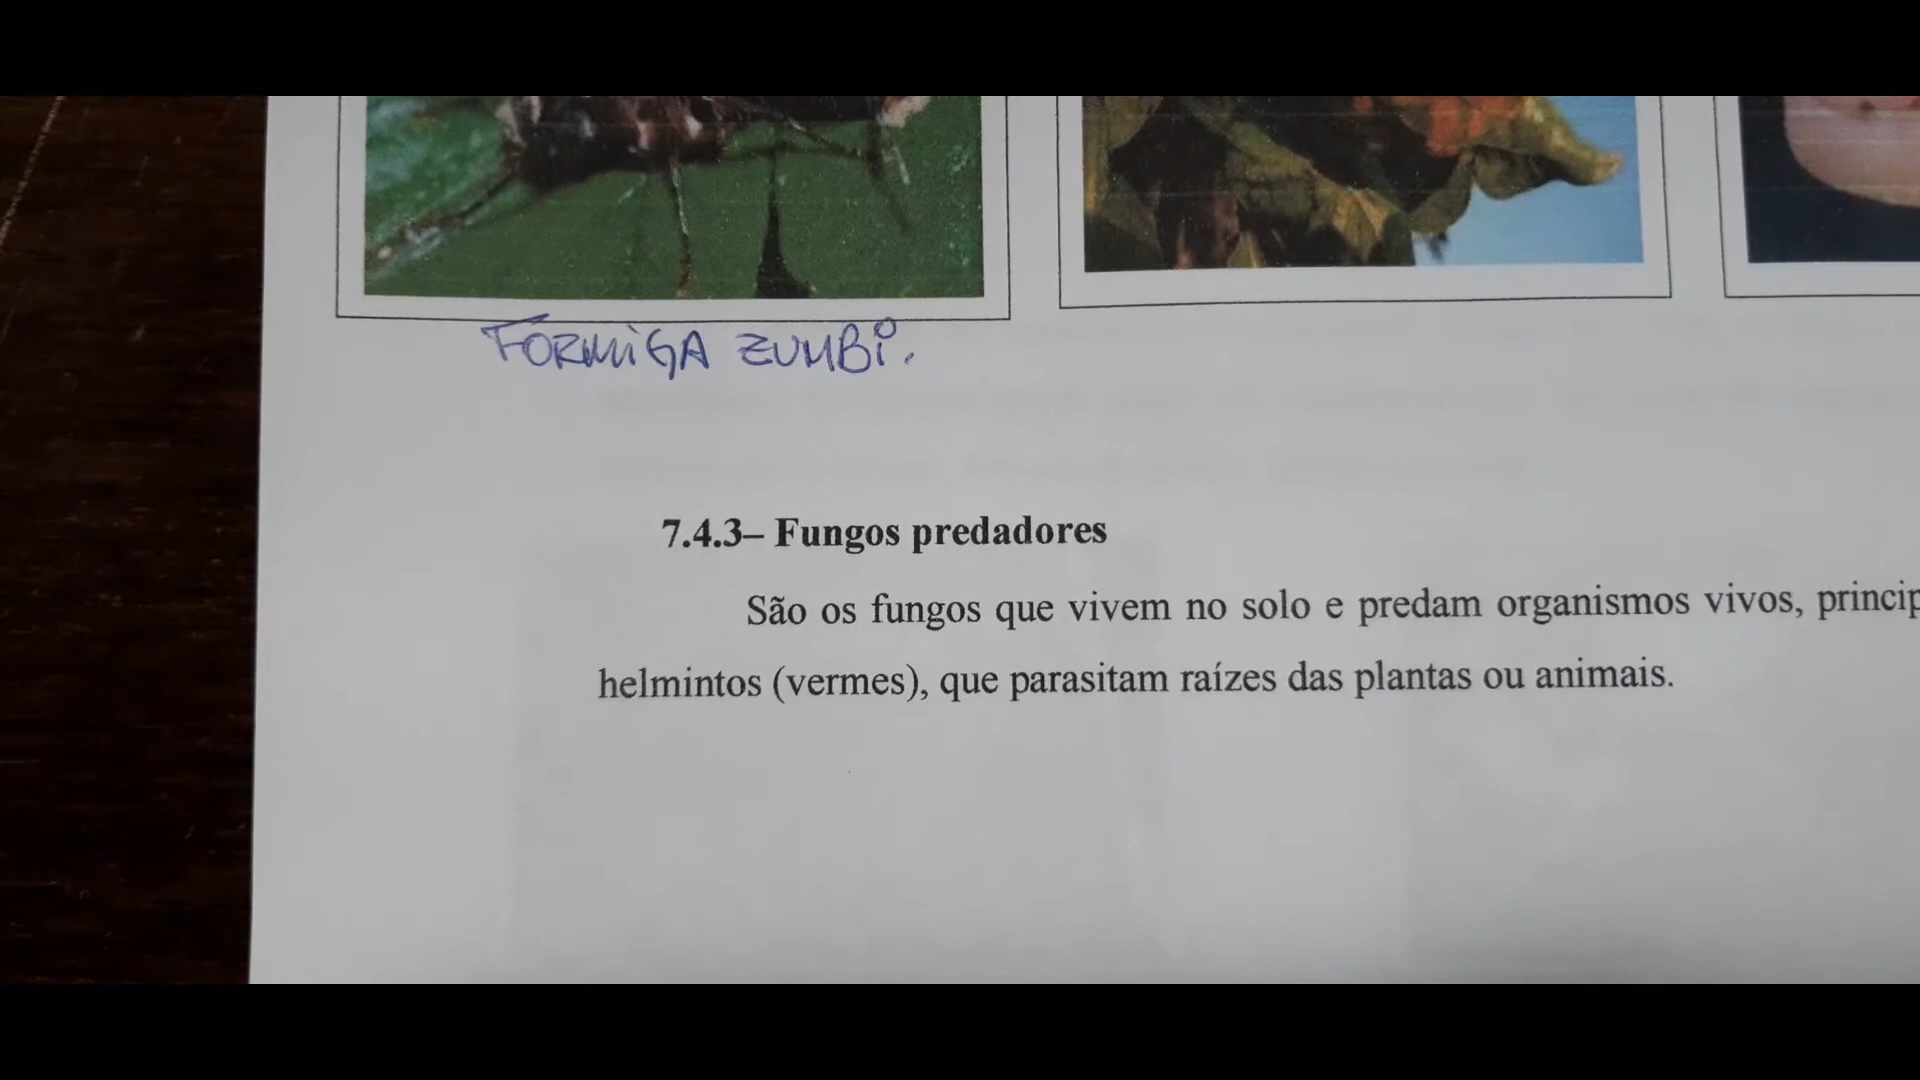 FORMIGA ZUMBI.
7.4.3– Fungos predadores
São os fungos que vivem no solo e predam organismos vivos,
helmintos (vermes), que parasitam raízes das plantas ou animais.